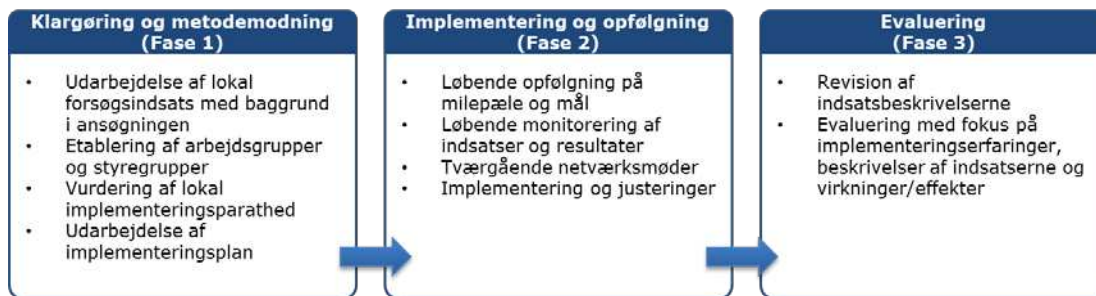 Klargøring og metodemodning
(Fase 1)
• Udarbejdelse af lokal
forsøgsindsats med baggrund
i ansøgningen
• Etablering af arbejdsgrupper
og styregrupper
• Vurdering af lokal
implementeringsparathed
• Udarbejdelse af
implementeringsplan
Implementering og opfølgning
(Fase 2)
• Løbende opfølgning på
milepæle og mål
• Løbende monitorering af
indsatser og resultater
• Tværgående netværksmøder
• Implementering og justeringer
Evaluering
(Fase 3)
• Revision af
indsatsbeskrivelserne
• Evaluering med fokus på
implementeringserfaringer,
beskrivelser af indsatserne og
virkninger/effekter